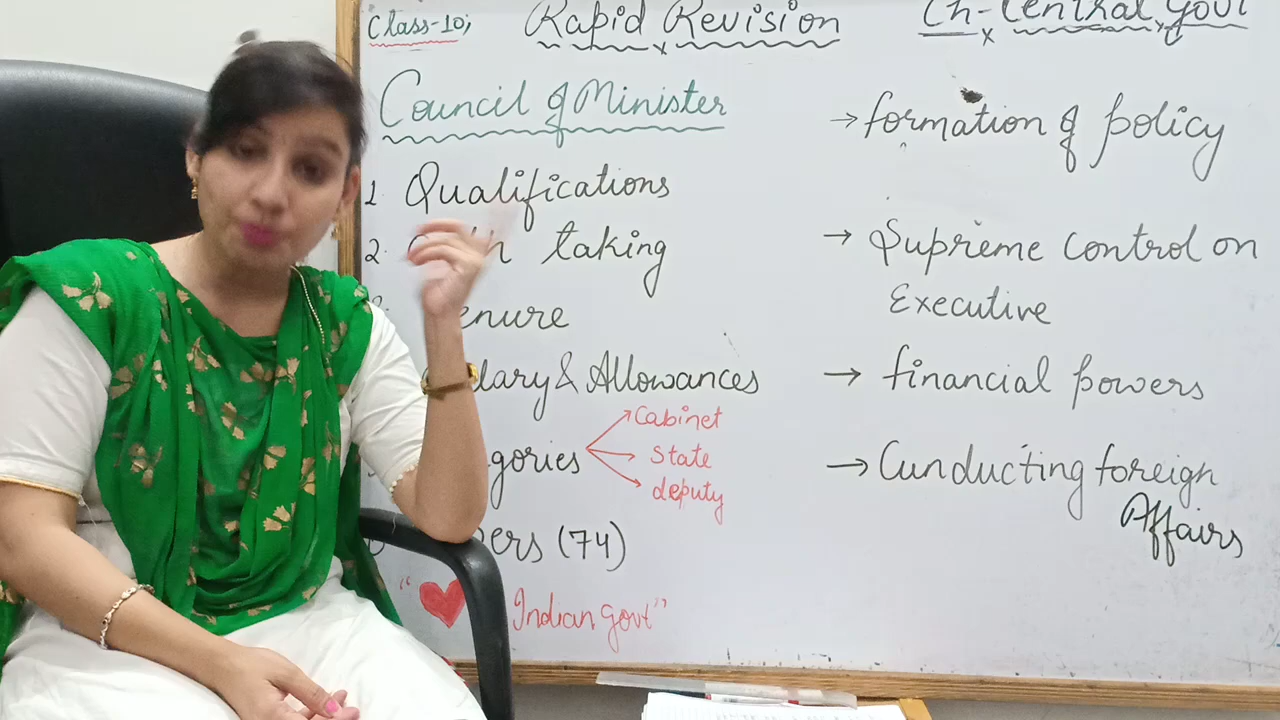 Class-10;
Rapid Revision
Ch- Central Govt
Council of Minister
1. Qualifications
2. taking
enure
lary & Allowances
gories
Cabinet
State
deputy
ers (74)
" ❤ Indian govt"
→ formation of policy
→ Supreme control on
Executive
→ financial powers
→ Cunducting foreign
Affairs